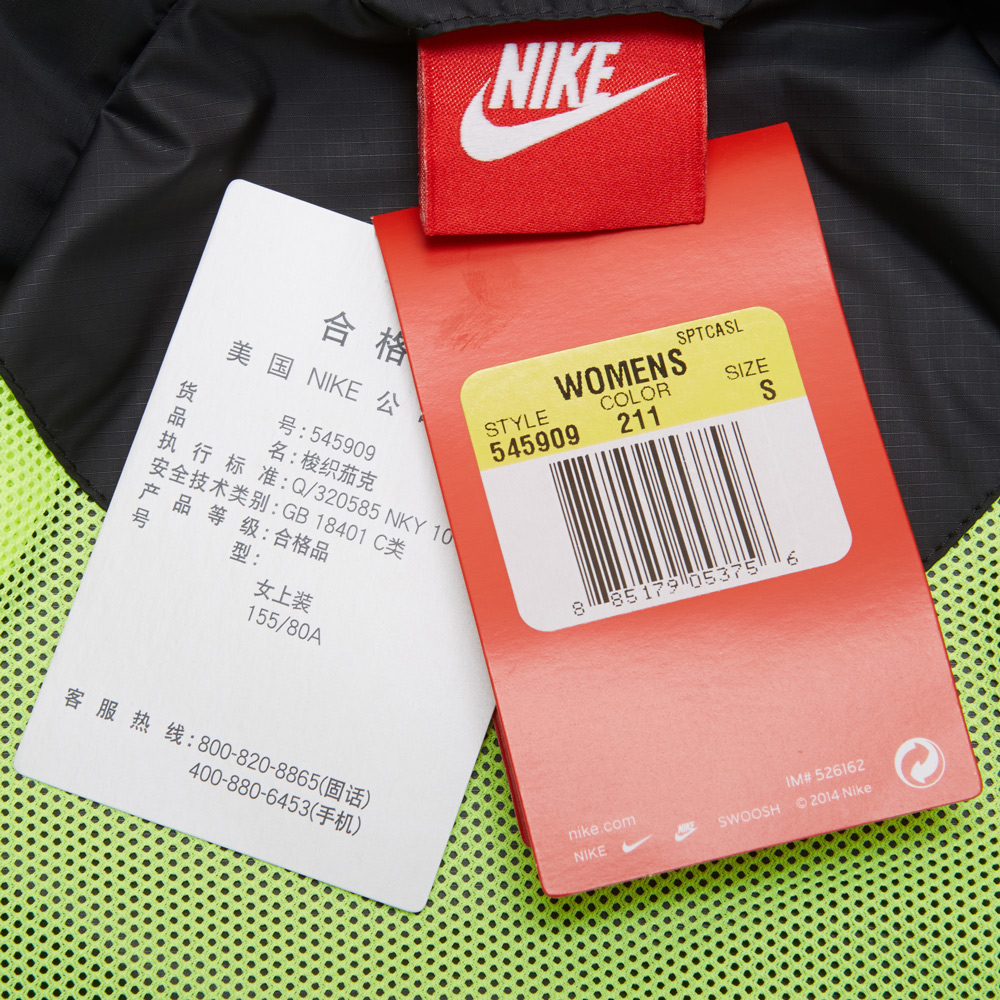 NIKE
合格
美国 NIKE 公
货号:545909
品名:梭织茄克
执行标准:Q/320585 NKY 10
安全技术类别:GB 18401 C类
产品等级:合格品
号型:
女上装
155/80A
客服热线:800-820-8865(固话)
400-880-6453(手机)
SPTCASL
WOMENS
STYLE COLOR SIZE
545909 211 S
8 85179 05375 6
IM# 526162
nike.com
NIKE NIKE SWOOSH © 2014 Nike